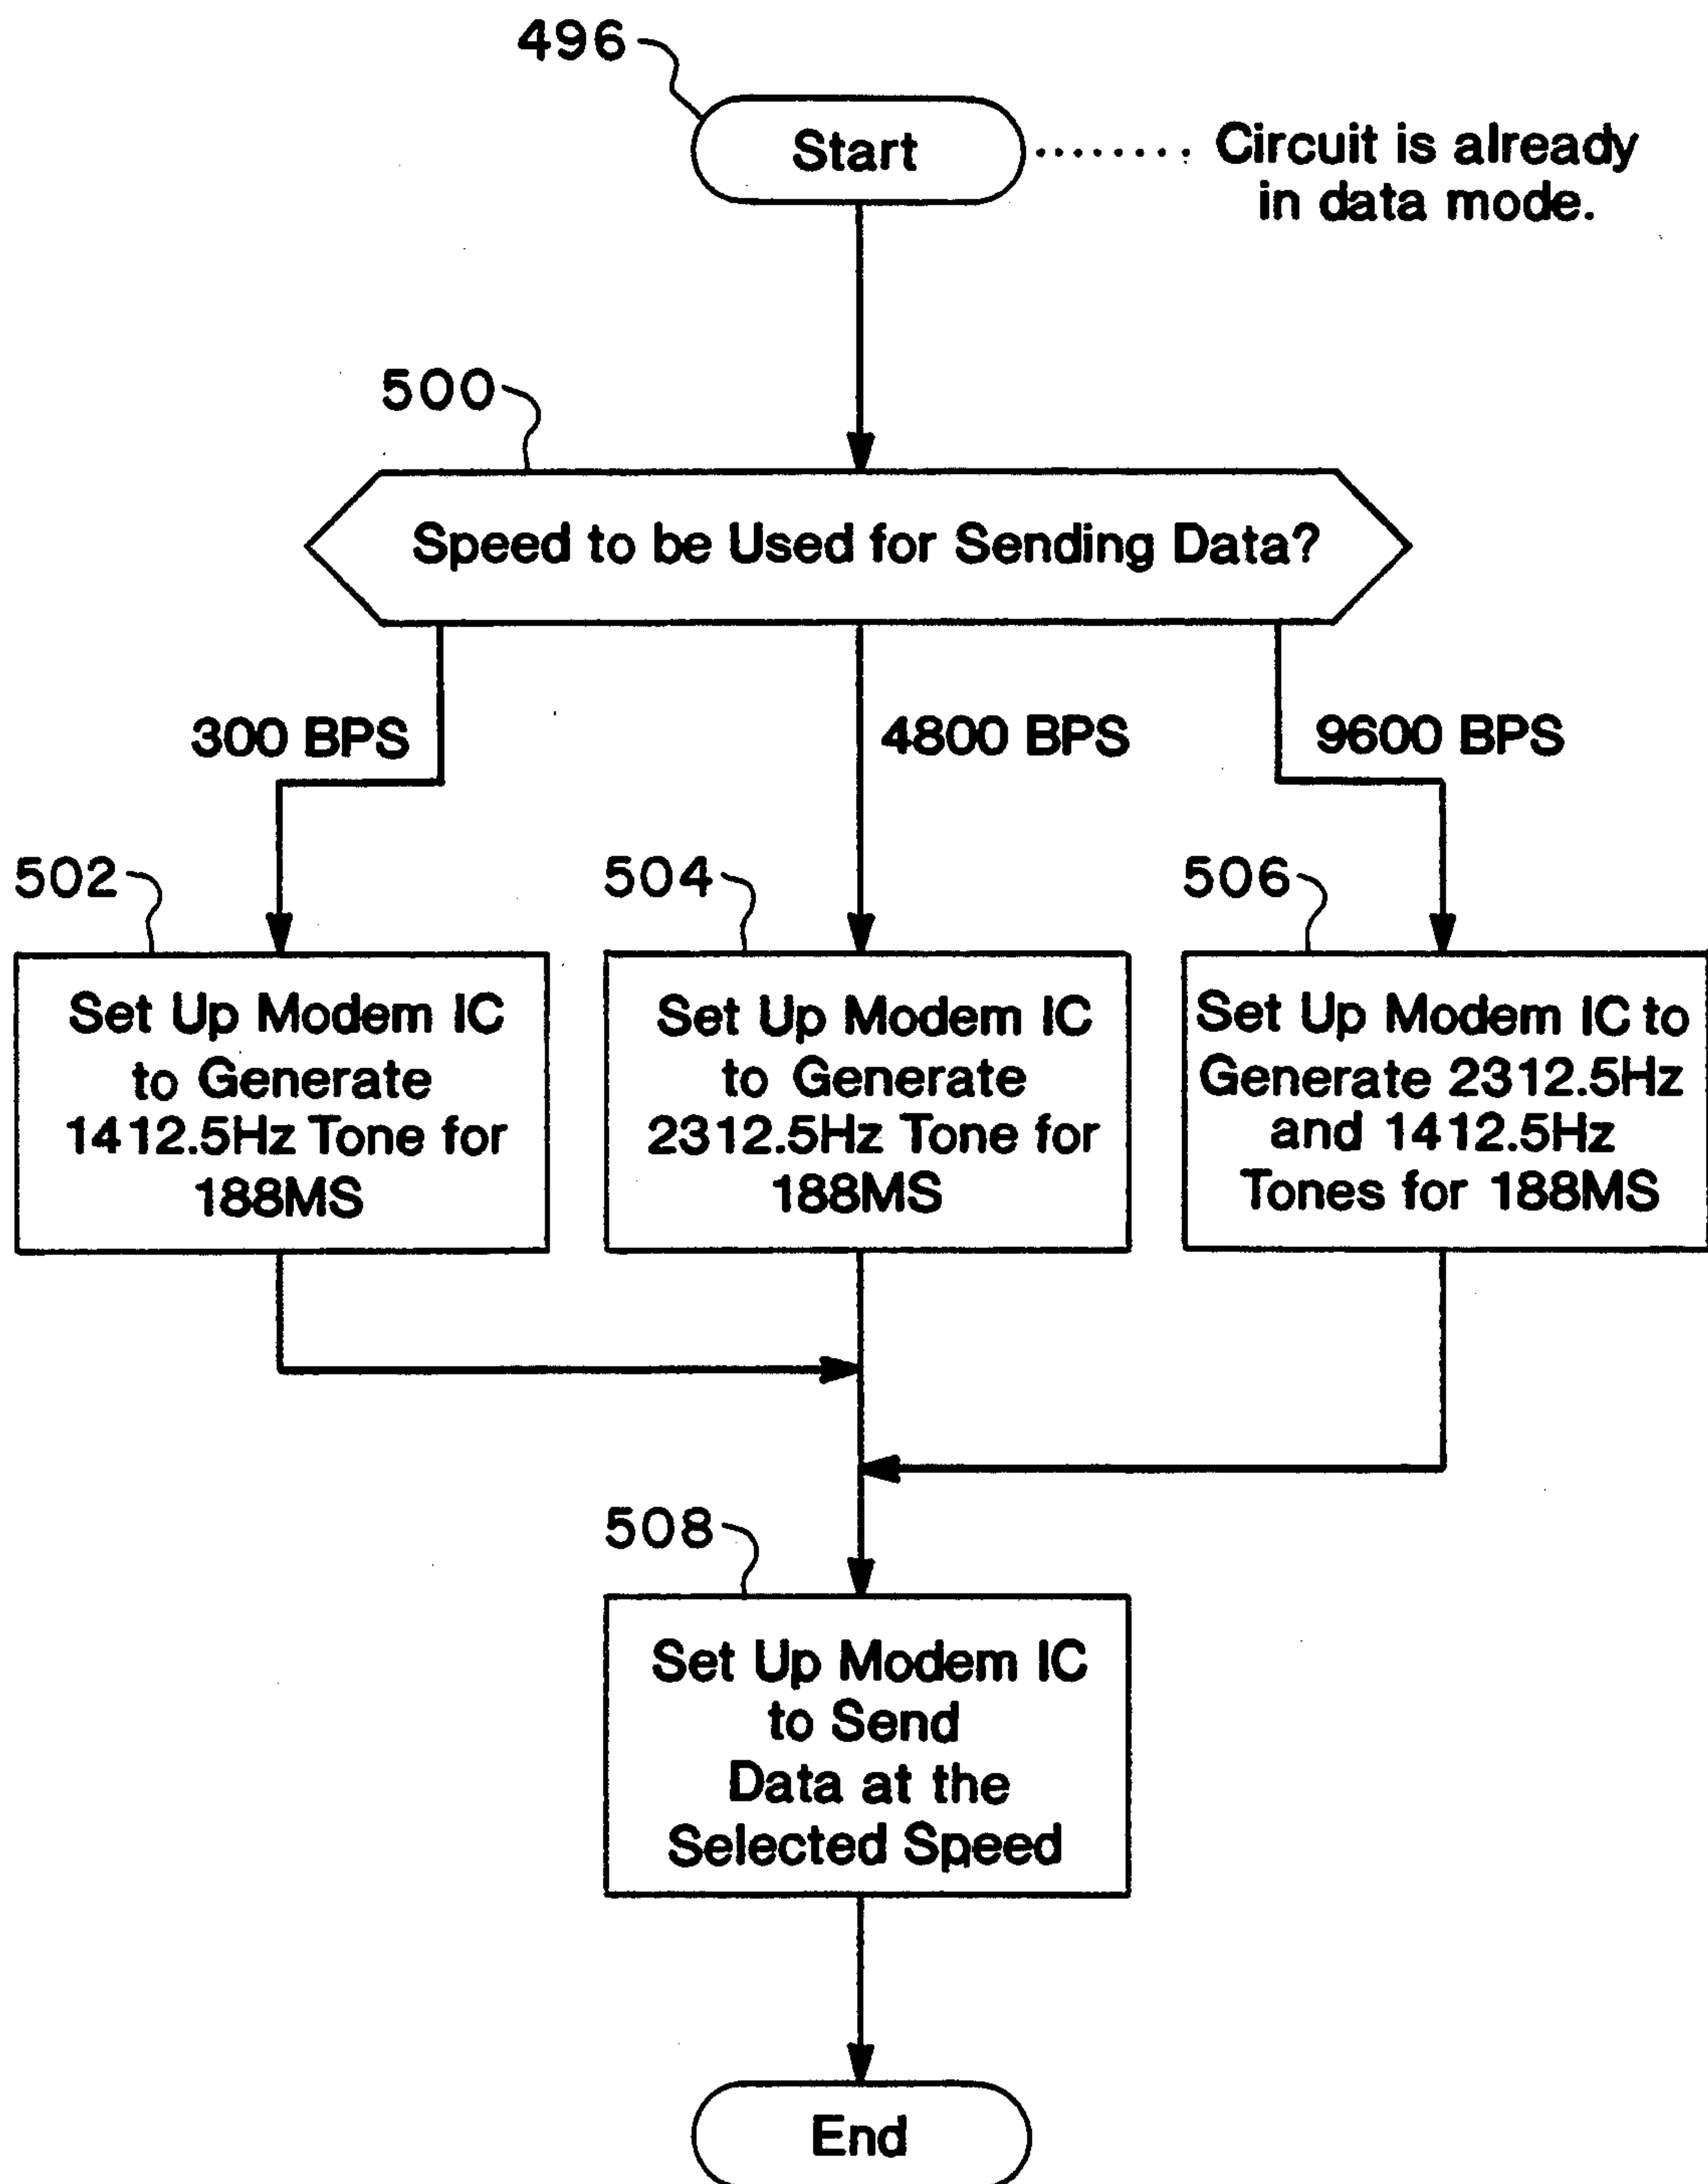 496
Start
Circuit is already
in data mode.
500
Speed to be Used for Sending Data?
300 BPS
4800 BPS
9600 BPS
502
504
506
Set Up Modem IC
to Generate
1412.5Hz Tone for
188MS
Set Up Modem IC
to Generate
2312.5Hz Tone for
188MS
Set Up Modem IC to
Generate 2312.5Hz
and 1412.5Hz
Tones for 188MS
508
Set Up Modem IC
to Send
Data at the
Selected Speed
End